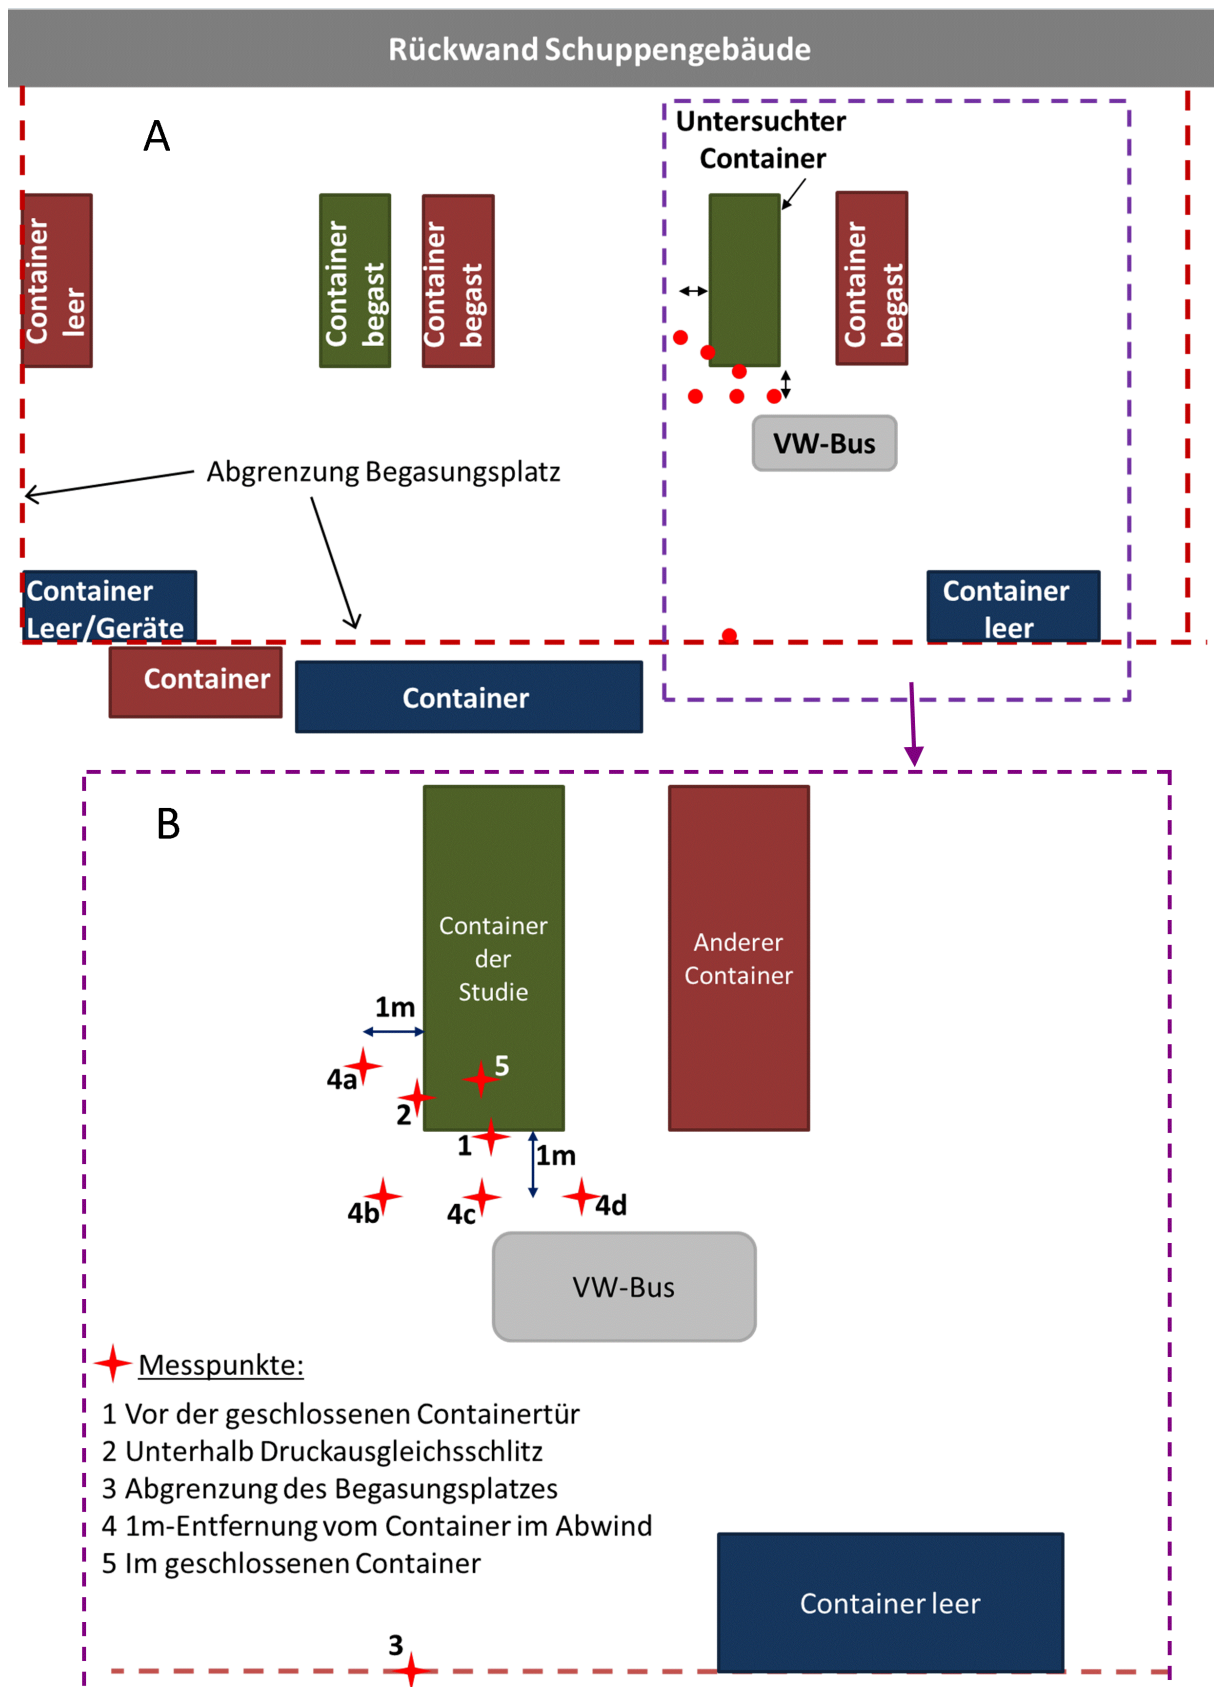 Rückwand Schuppengebäude
A
Untersuchter
Container
Container
leer
Container
begast
Container
begast
Container
begast
VW-Bus
Abgrenzung Begasungsplatz
Container
Leer/Geräte
Container
leer
Container
Container
B
Container
der
Studie
Anderer
Container
1m
4a
5
2
1
1m
4b
4c
4d
VW-Bus
Messpunkte:
1 Vor der geschlossenen Containertür
2 Unterhalb Druckausgleichsschlitz
3 Abgrenzung des Begasungsplatzes
4 1m-Entfernung vom Container im Abwind
5 Im geschlossenen Container
Container leer
3